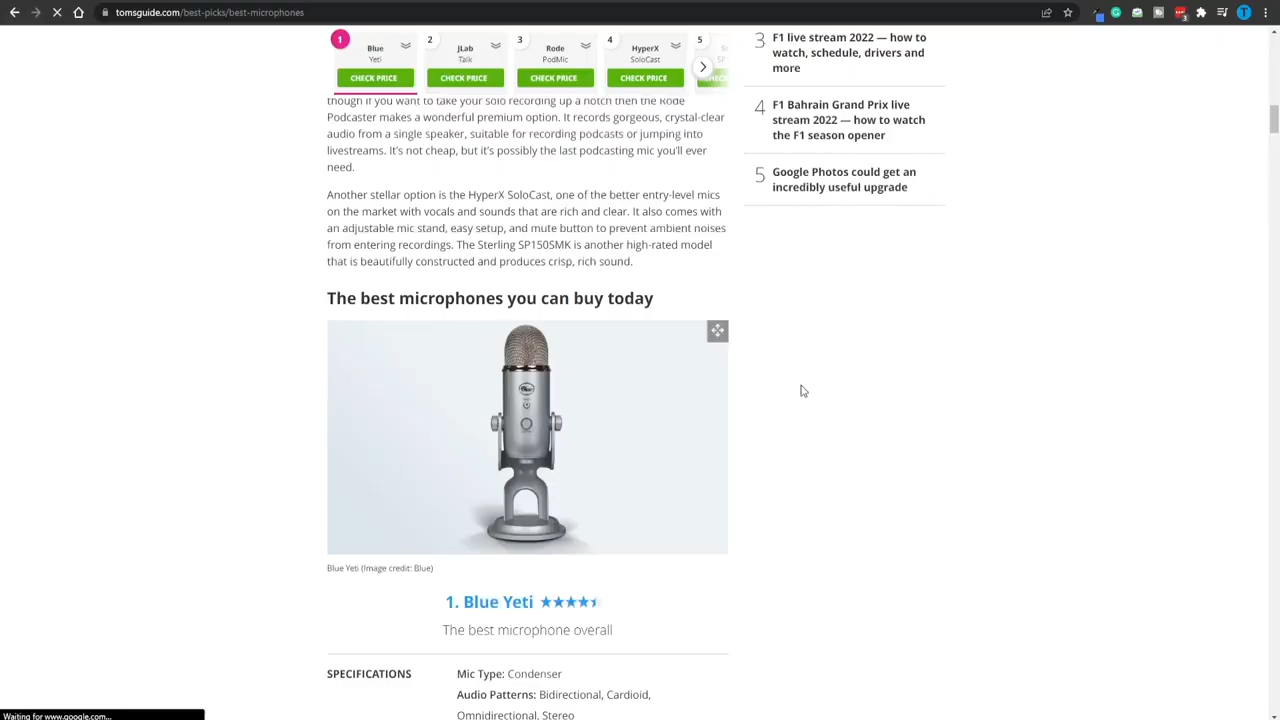 tomsguide.com/best-picks/best-microphones
1 Blue Yeti CHECK PRICE
2 JLab Talk CHECK PRICE
3 Rode PodMic CHECK PRICE
4 HyperX SoloCast CHECK PRICE
5
though if you want to take your solo recording up a notch then the Rode
Podcaster makes a wonderful premium option. It records gorgeous, crystal-clear
audio from a single speaker, suitable for recording podcasts or jumping into
livestreams. It's not cheap, but it's possibly the last podcasting mic you'll ever
need.
Another stellar option is the HyperX SoloCast, one of the better entry-level mics
on the market with vocals and sounds that are rich and clear. It also comes with
an adjustable mic stand, easy setup, and mute button to prevent ambient noises
from entering recordings. The Sterling SP150SMK is another high-rated model
that is beautifully constructed and produces crisp, rich sound.
The best microphones you can buy today
Blue Yeti (Image credit: Blue)
1. Blue Yeti
The best microphone overall
SPECIFICATIONS
Mic Type: Condenser
Audio Patterns: Bidirectional, Cardioid,
Omnidirectional, Stereo
3 F1 live stream 2022 — how to
watch, schedule, drivers and
more
4 F1 Bahrain Grand Prix live
stream 2022 — how to watch
the F1 season opener
5 Google Photos could get an
incredibly useful upgrade
Waiting for www.google.com...